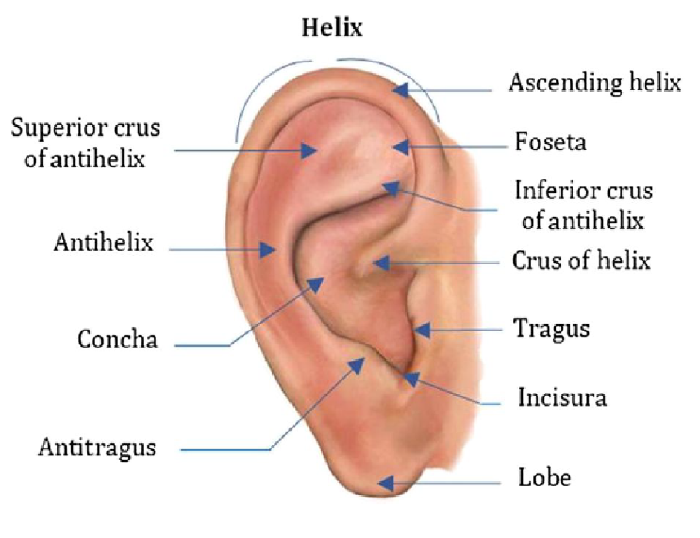 Helix
Ascending helix
Superior crus
of antihelix
Foseta
Inferior crus
of antihelix
Antihelix
Crus of helix
Concha
Tragus
Incisura
Antitragus
Lobe